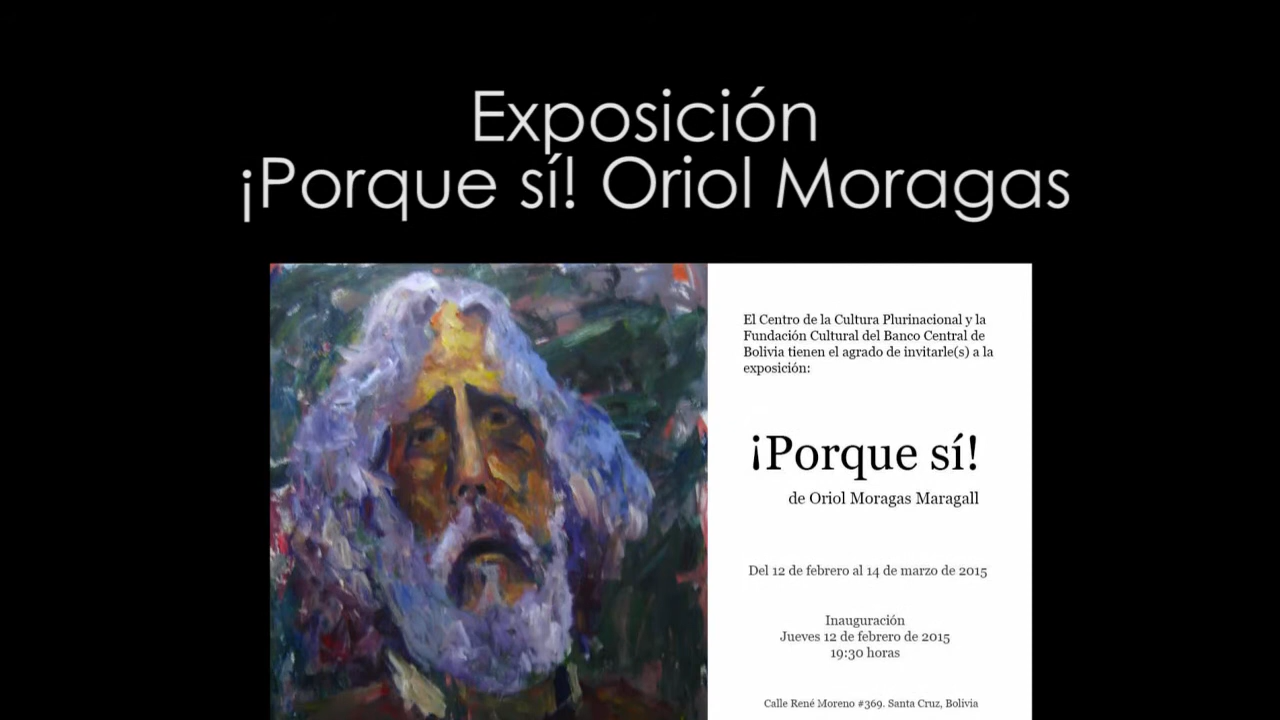 Exposición
¡Porque sí! Oriol Moragas
El Centro de la Cultura Plurinacional y la
Fundación Cultural del Banco Central de
Bolivia tienen el agrado de invitarle(s) a la
exposición:
¡Porque sí!
de Oriol Moragas Maragall
Del 12 de febrero al 14 de marzo de 2015
Inauguración
Jueves 12 de febrero de 2015
19:30 horas
Calle René Moreno #369. Santa Cruz, Bolivia